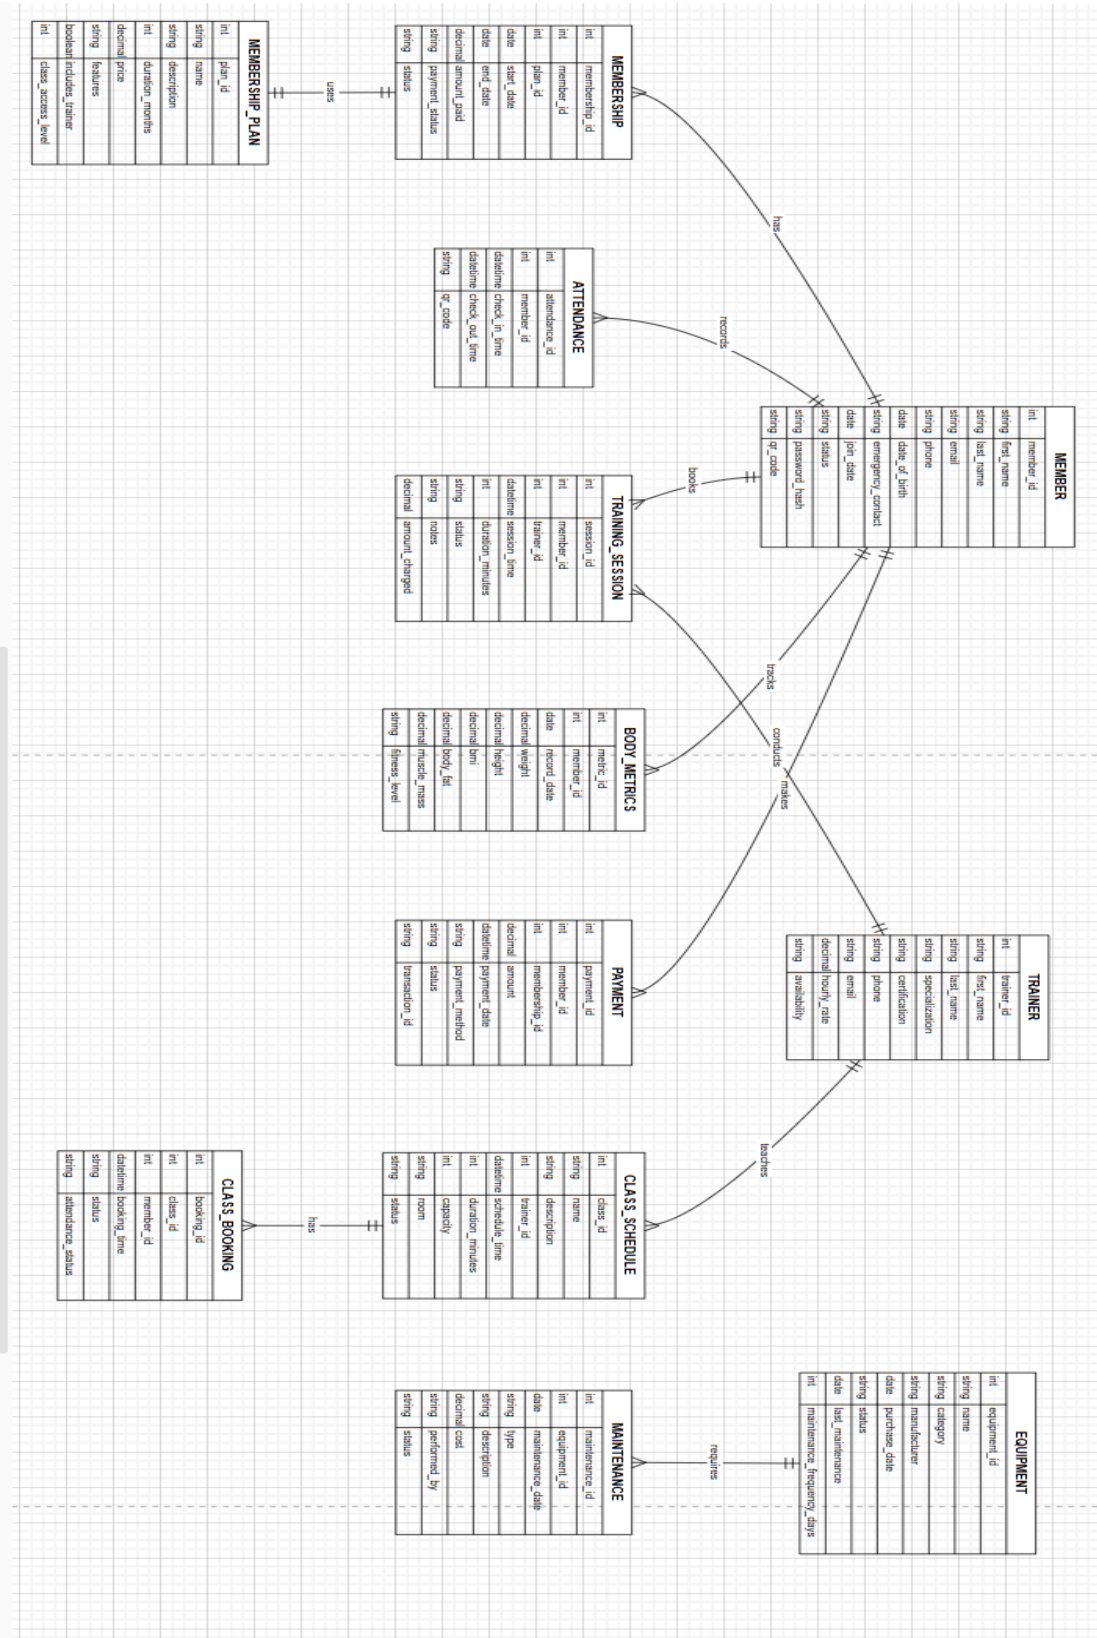 MEMBER
int member_id
string first_name
string last_name
string email
string phone
date date_of_birth
string emergency_contact
date join_date
string status
string password_hash
string qr_code
TRAINER
int trainer_id
string first_name
string last_name
string specialization
string certification
string phone
string email
decimal hourly_rate
string availability
EQUIPMENT
int equipment_id
string name
string category
string manufacturer
date purchase_date
string status
date last_maintenance
int maintenance_frequency_days
has
records
books
tracks
conducts
makes
teaches
requires
MEMBERSHIP
int membership_id
int member_id
int plan_id
date start_date
date end_date
decimal amount_paid
string payment_status
string status
ATTENDANCE
int attendance_id
int member_id
datetime check_in_time
datetime check_out_time
string qr_code
TRAINING_SESSION
int session_id
int member_id
int trainer_id
datetime session_time
int duration_minutes
string status
string notes
decimal amount_charged
BODY_METRICS
int metric_id
int member_id
date record_date
decimal weight
decimal height
decimal bmi
decimal body_fat
decimal muscle_mass
string fitness_level
PAYMENT
int payment_id
int member_id
int membership_id
decimal amount
datetime payment_date
string payment_method
string status
string transaction_id
CLASS_SCHEDULE
int class_id
string name
string description
int trainer_id
datetime schedule_time
int duration_minutes
int capacity
string room
string status
MAINTENANCE
int maintenance_id
int equipment_id
date maintenance_date
string type
string description
decimal cost
string performed_by
string status
uses
has
MEMBERSHIP_PLAN
int plan_id
string name
string description
int duration_months
decimal price
string features
boolean includes_trainer
int class_access_level
CLASS_BOOKING
int booking_id
int class_id
int member_id
datetime booking_time
string status
string attendance_status